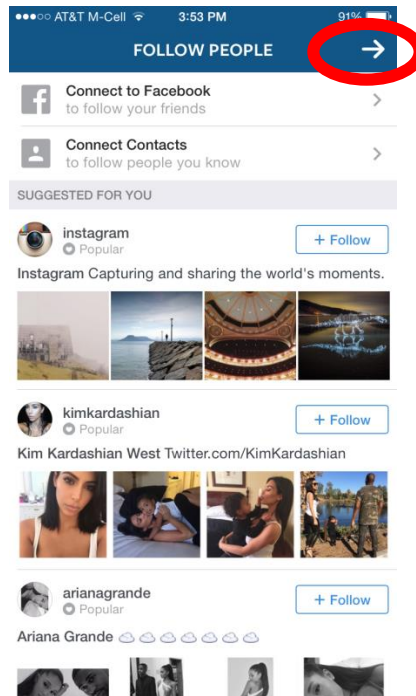 AT&T M-Cell 3:53 PM 91%
FOLLOW PEOPLE
Connect to Facebook
to follow your friends
Connect Contacts
to follow people you know
SUGGESTED FOR YOU
instagram
Popular
+ Follow
Instagram Capturing and sharing the world's moments.
kimkardashian
Popular
+ Follow
Kim Kardashian West Twitter.com/KimKardashian
arianagrande
Popular
+ Follow
Ariana Grande ☁️☁️☁️☁️☁️☁️☁️